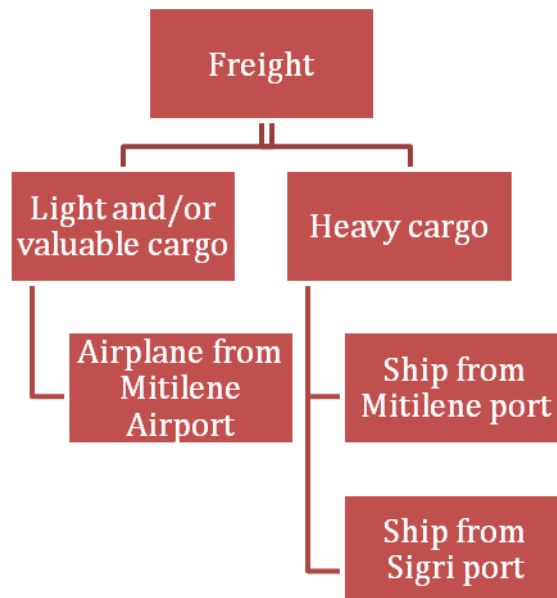 Freight
Light and/or
valuable cargo
Heavy cargo
Airplane from
Mitilene
Airport
Ship from
Mitilene port
Ship from
Sigri port